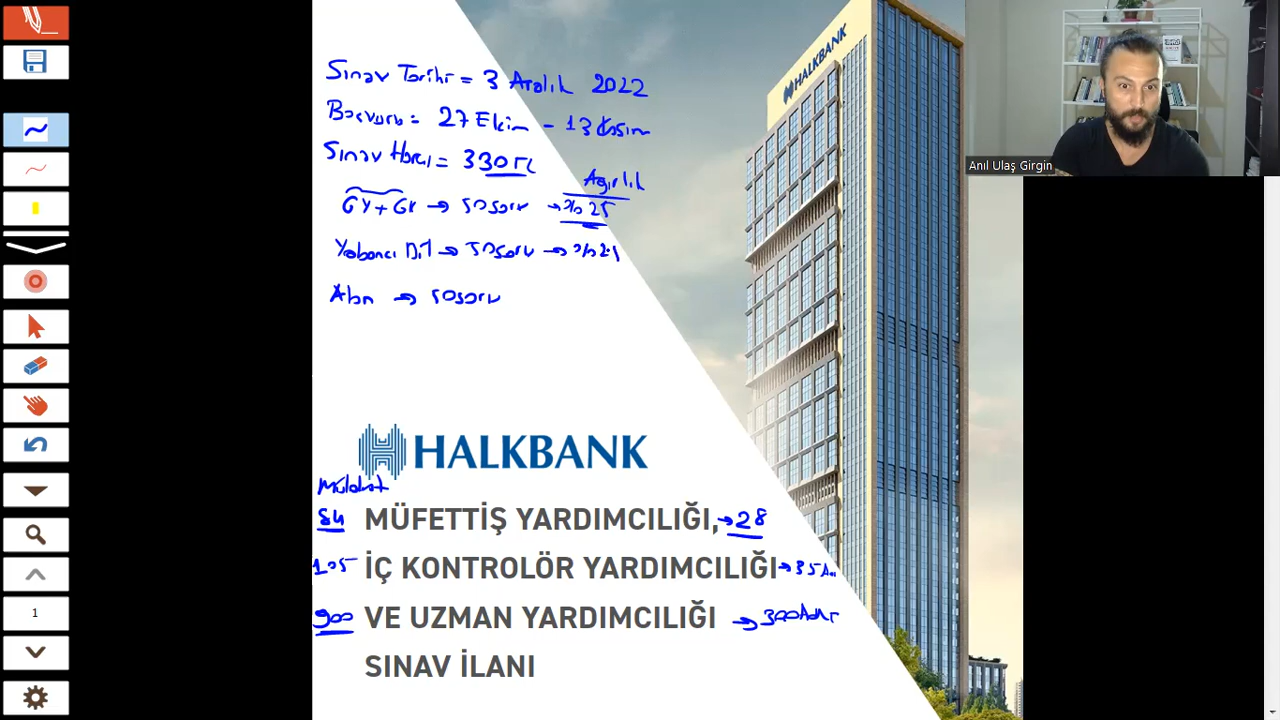 HALKBANK
Anıl Ulaş Girgin
Sınav Tarihi = 3 Aralık 2022
Başvuru = 27 Ekim - 13 Kasım
Sınav Harcı = 330 TL
Ağırlık
GY + GK → 50 soru → %25
Yabancı Dil → 50 soru →
Alan → 50 soru
HALKBANK
Mülakat
84 MÜFETTİŞ YARDIMCILIĞI, → 28
105 İÇ KONTROLÖR YARDIMCILIĞI → 35
900 VE UZMAN YARDIMCILIĞI → 300 Adet
SINAV İLANI
1